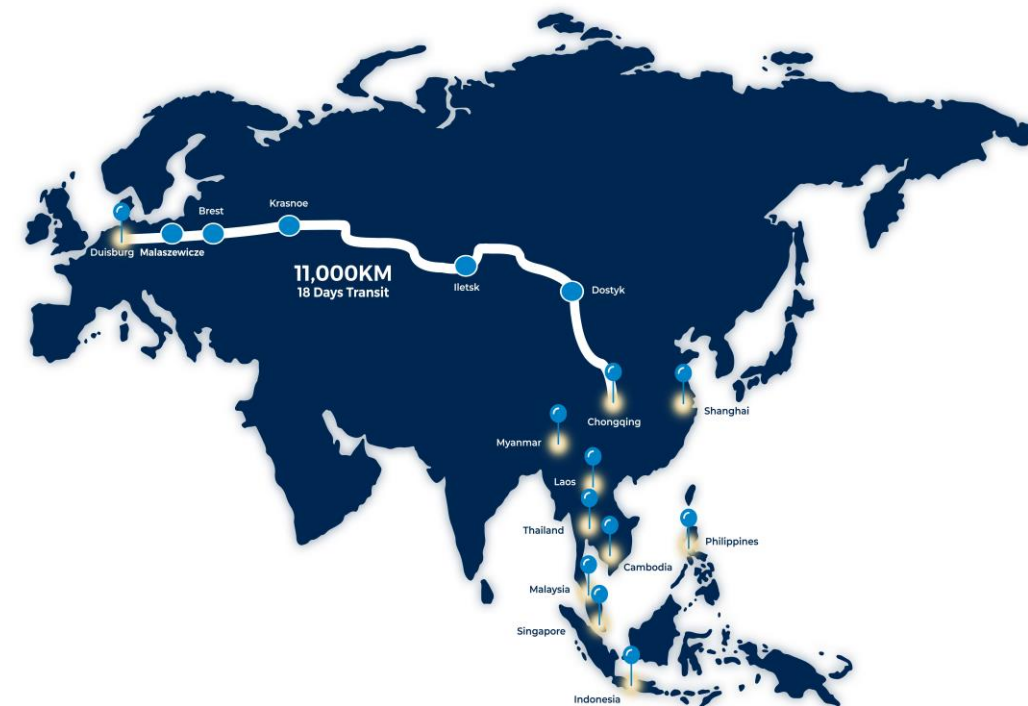 Krasnoe
Brest
Duisburg
Malaszewicze
11,000KM
18 Days Transit
Iletsk
Dostyk
Chongqing
Shanghai
Myanmar
Laos
Thailand
Philippines
Cambodia
Malaysia
Singapore
Indonesia